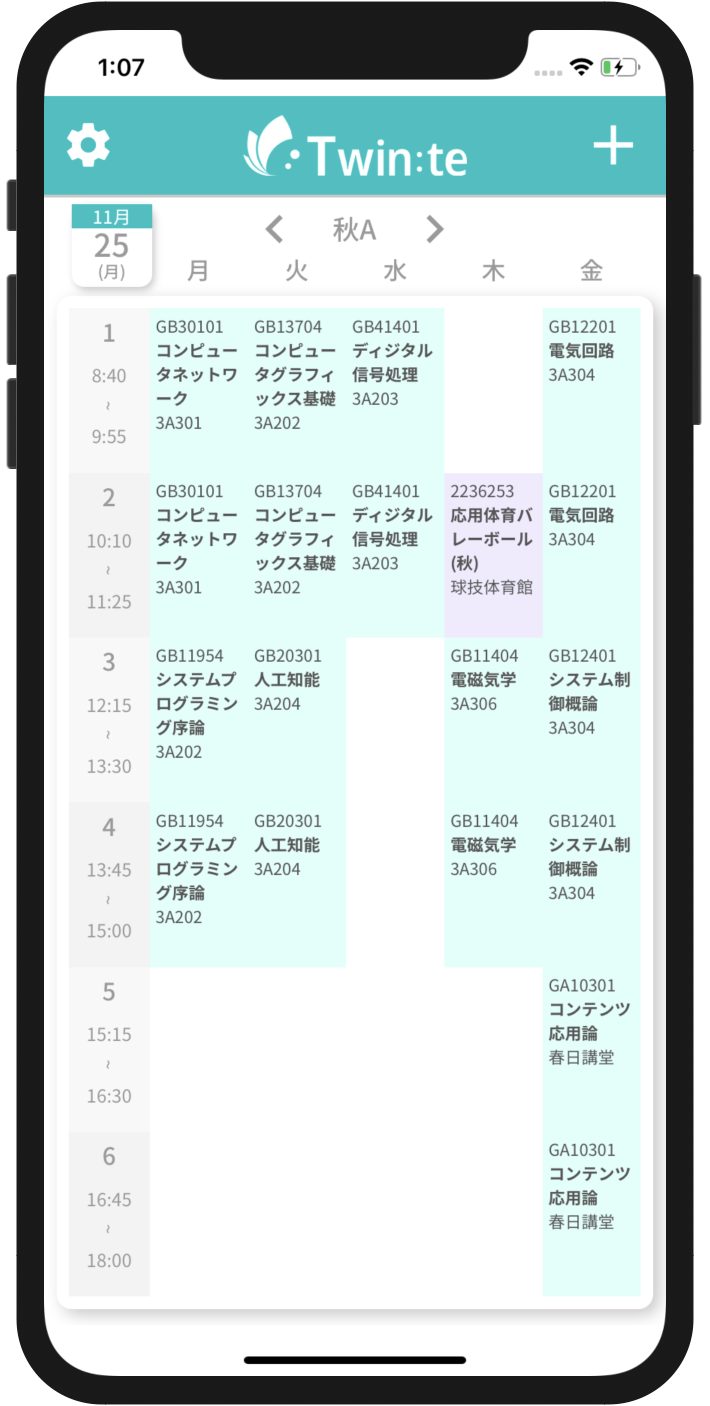 1:07
Twin:te
11月
25
(月)
秋A
月 火 水 木 金
1
8:40
~
9:55
GB30101
コンピュー
タネットワ
ーク
3A301
GB13704
コンピュー
タグラフィ
ックス基礎
3A202
GB41401
ディジタル
信号処理
3A203
GB12201
電気回路
3A304
2
10:10
~
11:25
GB30101
コンピュー
タネットワ
ーク
3A301
GB13704
コンピュー
タグラフィ
ックス基礎
3A202
GB41401
ディジタル
信号処理
3A203
2236253
応用体育バ
レーボール
(秋)
球技体育館
GB12201
電気回路
3A304
3
12:15
~
13:30
GB11954
システムプ
ログラミン
グ序論
3A202
GB20301
人工知能
3A204
GB11404
電磁気学
3A306
GB12401
システム制
御概論
3A304
4
13:45
~
15:00
GB11954
システムプ
ログラミン
グ序論
3A202
GB20301
人工知能
3A204
GB11404
電磁気学
3A306
GB12401
システム制
御概論
3A304
5
15:15
~
16:30
GA10301
コンテンツ
応用論
春日講堂
6
16:45
~
18:00
GA10301
コンテンツ
応用論
春日講堂